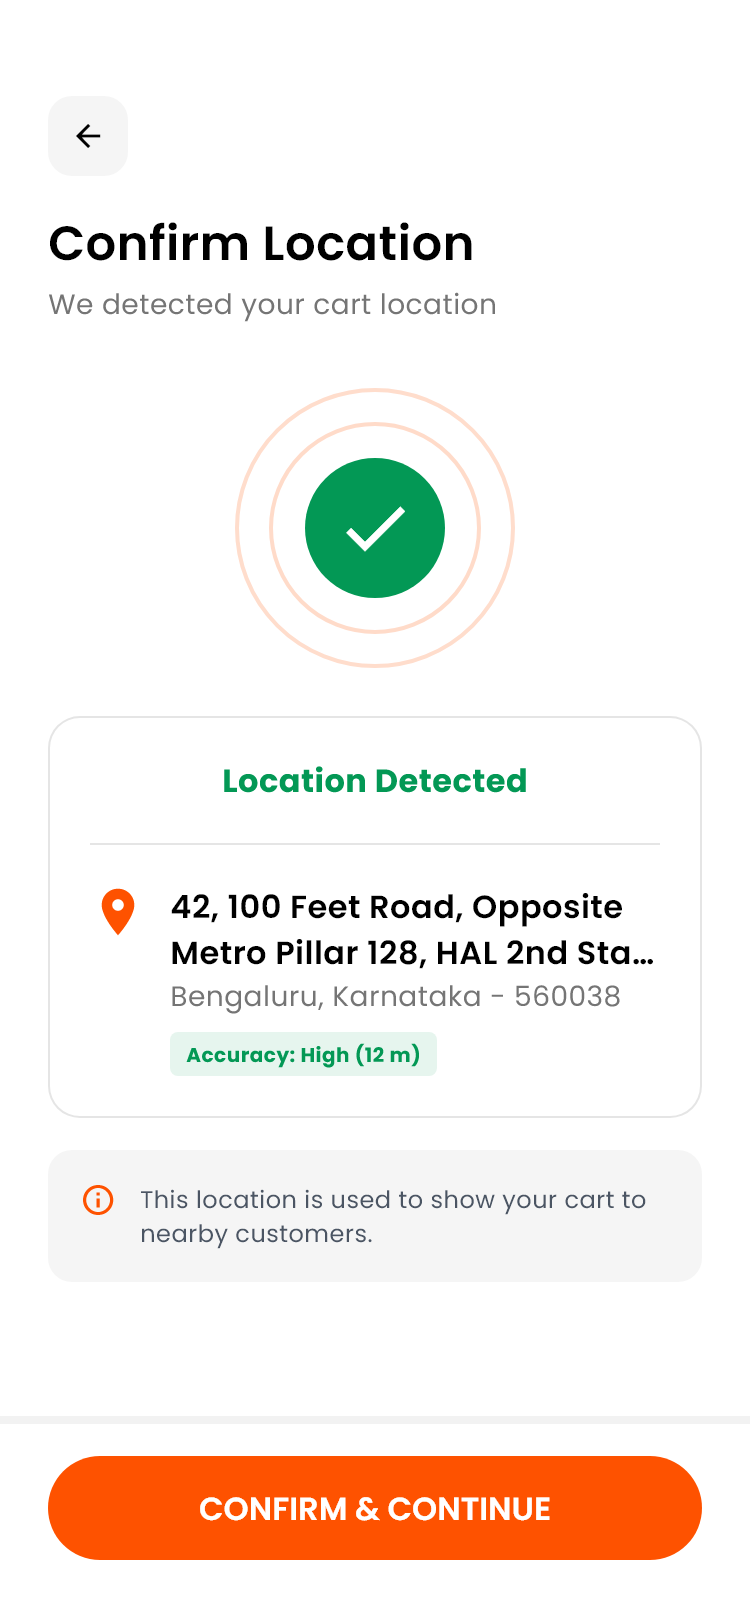 Confirm Location
We detected your cart location
Location Detected
42, 100 Feet Road, Opposite
Metro Pillar 128, HAL 2nd Sta...
Bengaluru, Karnataka - 560038
Accuracy: High (12 m)
This location is used to show your cart to
nearby customers.
CONFIRM & CONTINUE